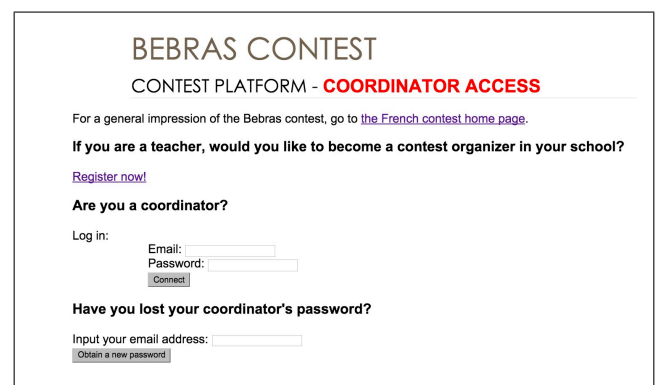 BEBRAS CONTEST
CONTEST PLATFORM - COORDINATOR ACCESS
For a general impression of the Bebras contest, go to the French contest home page.
If you are a teacher, would you like to become a contest organizer in your school?
Register now!
Are you a coordinator?
Log in:
Email:
Password:
Connect
Have you lost your coordinator's password?
Input your email address:
Obtain a new password